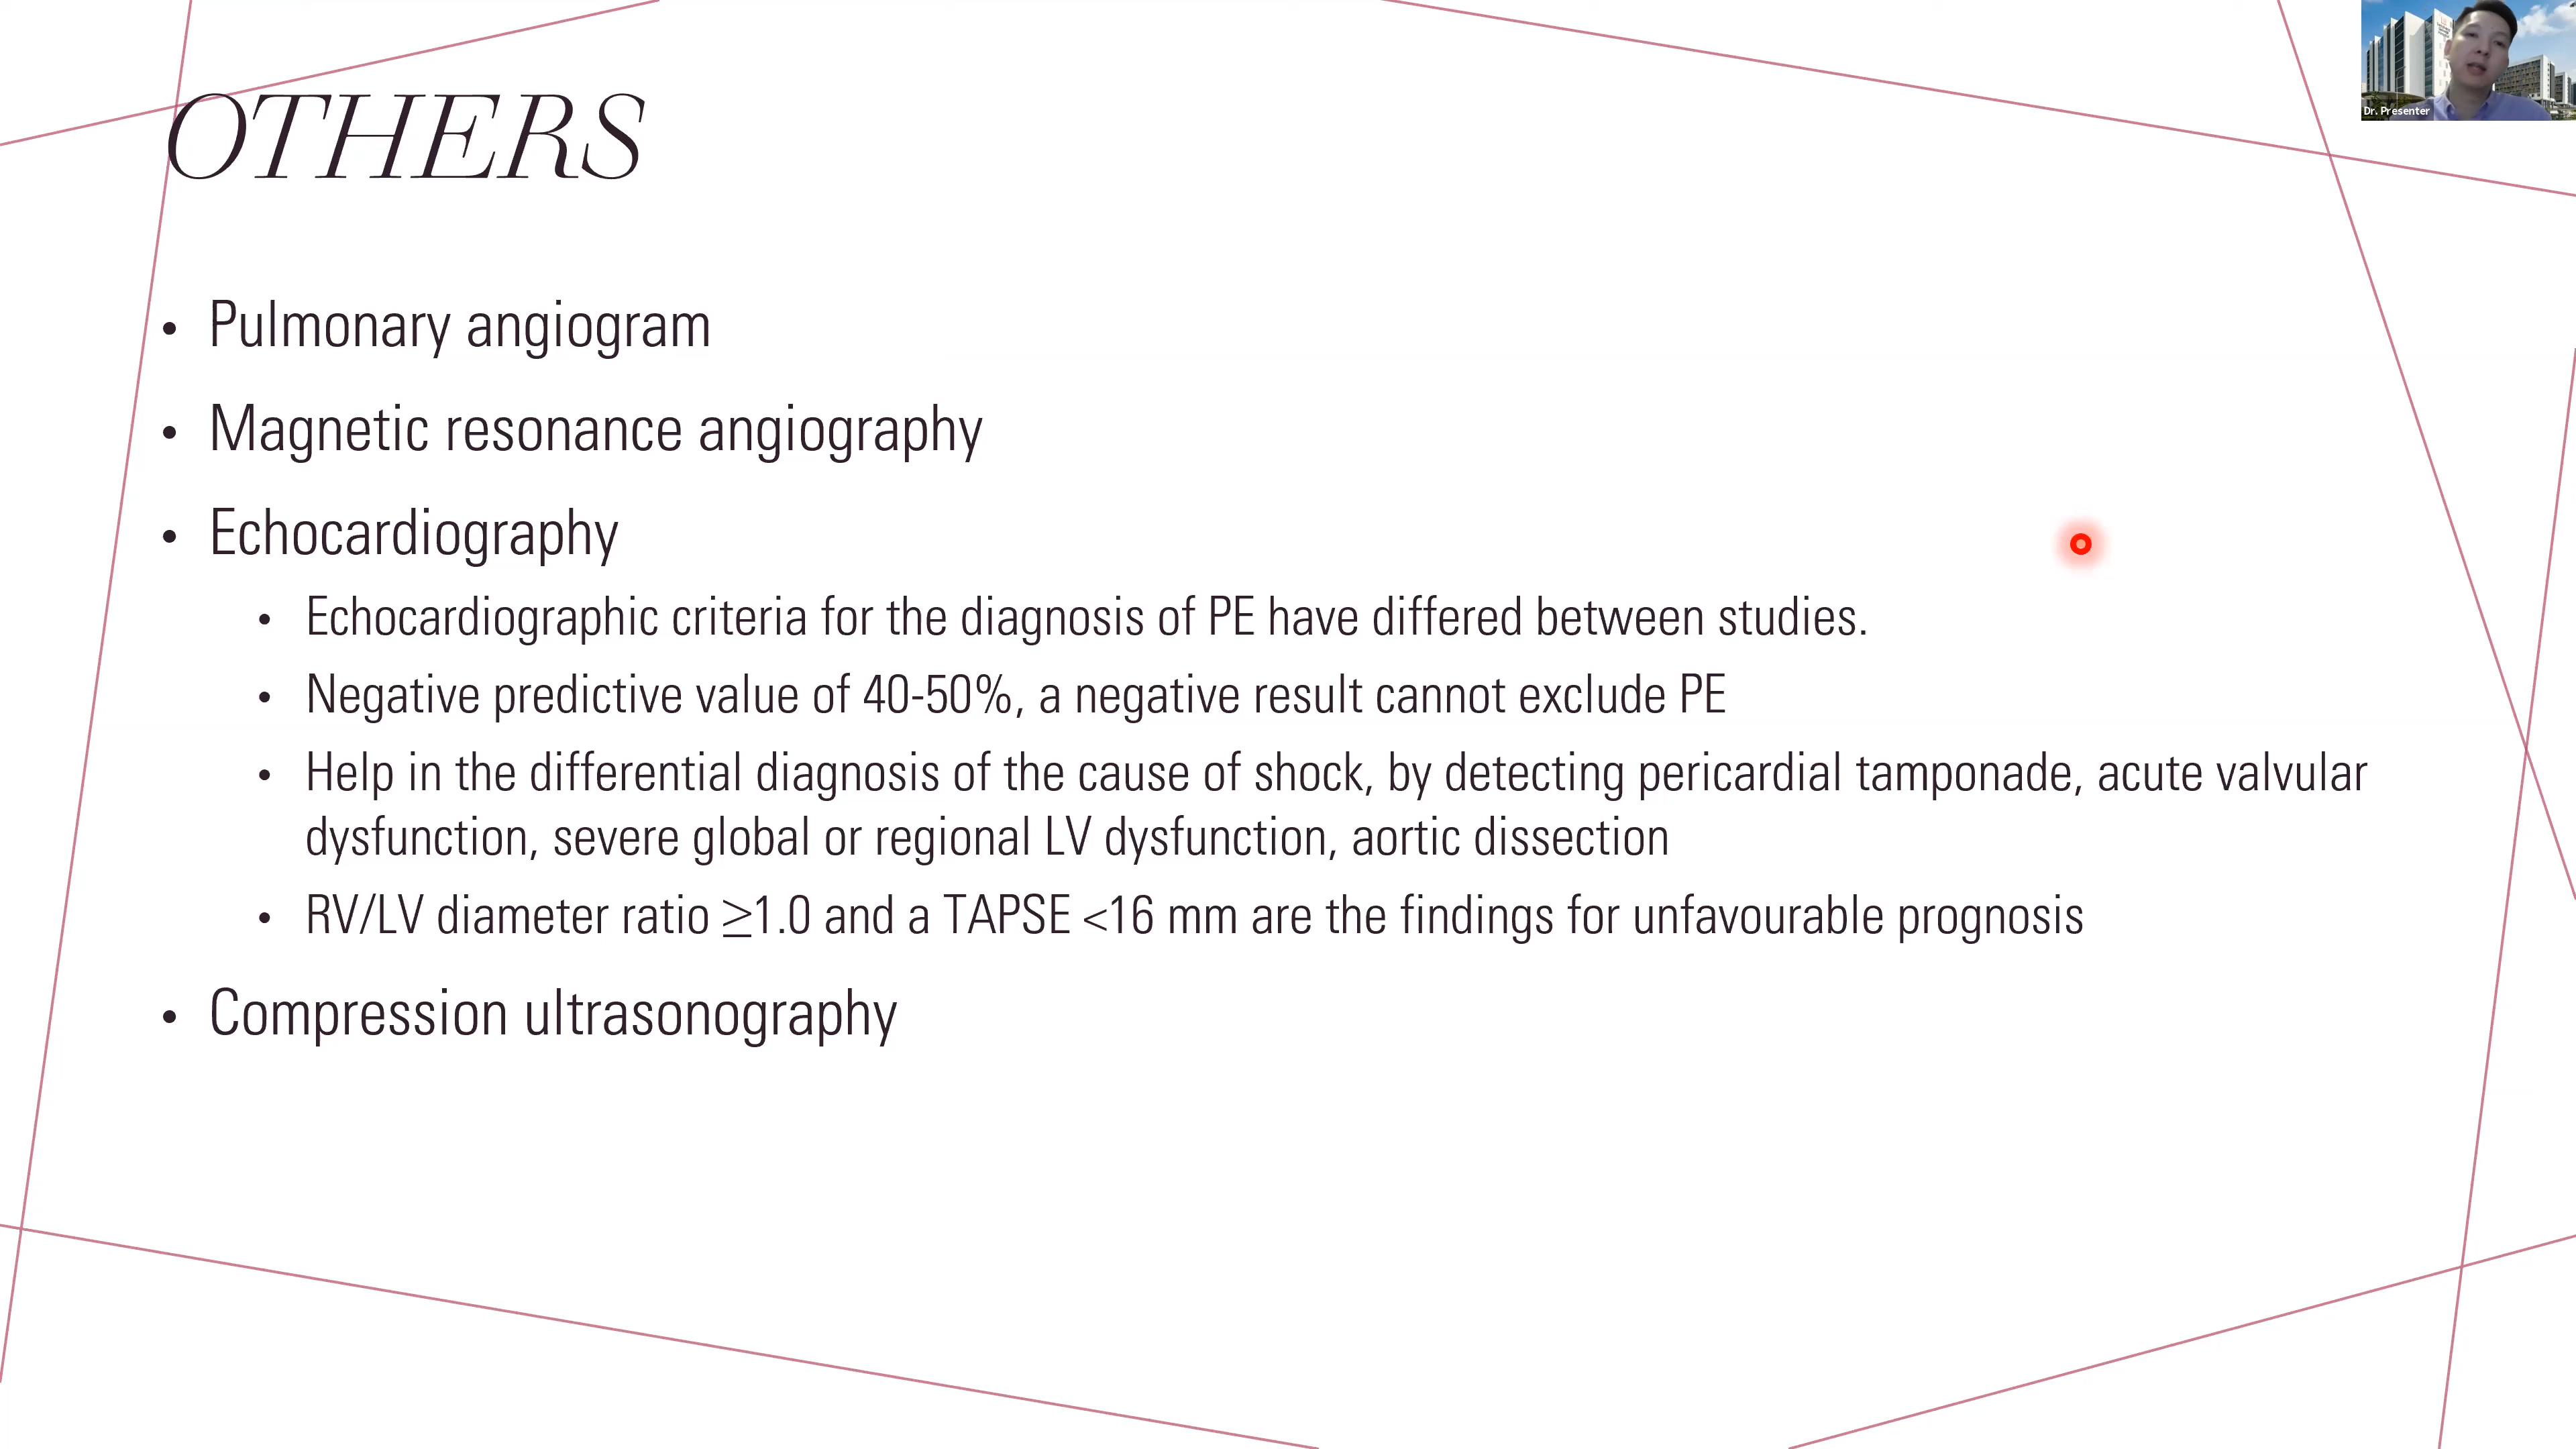 OTHERS
Dr. Presenter
• Pulmonary angiogram
• Magnetic resonance angiography
• Echocardiography
• Echocardiographic criteria for the diagnosis of PE have differed between studies.
• Negative predictive value of 40-50%, a negative result cannot exclude PE
• Help in the differential diagnosis of the cause of shock, by detecting pericardial tamponade, acute valvular
dysfunction, severe global or regional LV dysfunction, aortic dissection
• RV/LV diameter ratio ≥1.0 and a TAPSE <16 mm are the findings for unfavourable prognosis
• Compression ultrasonography